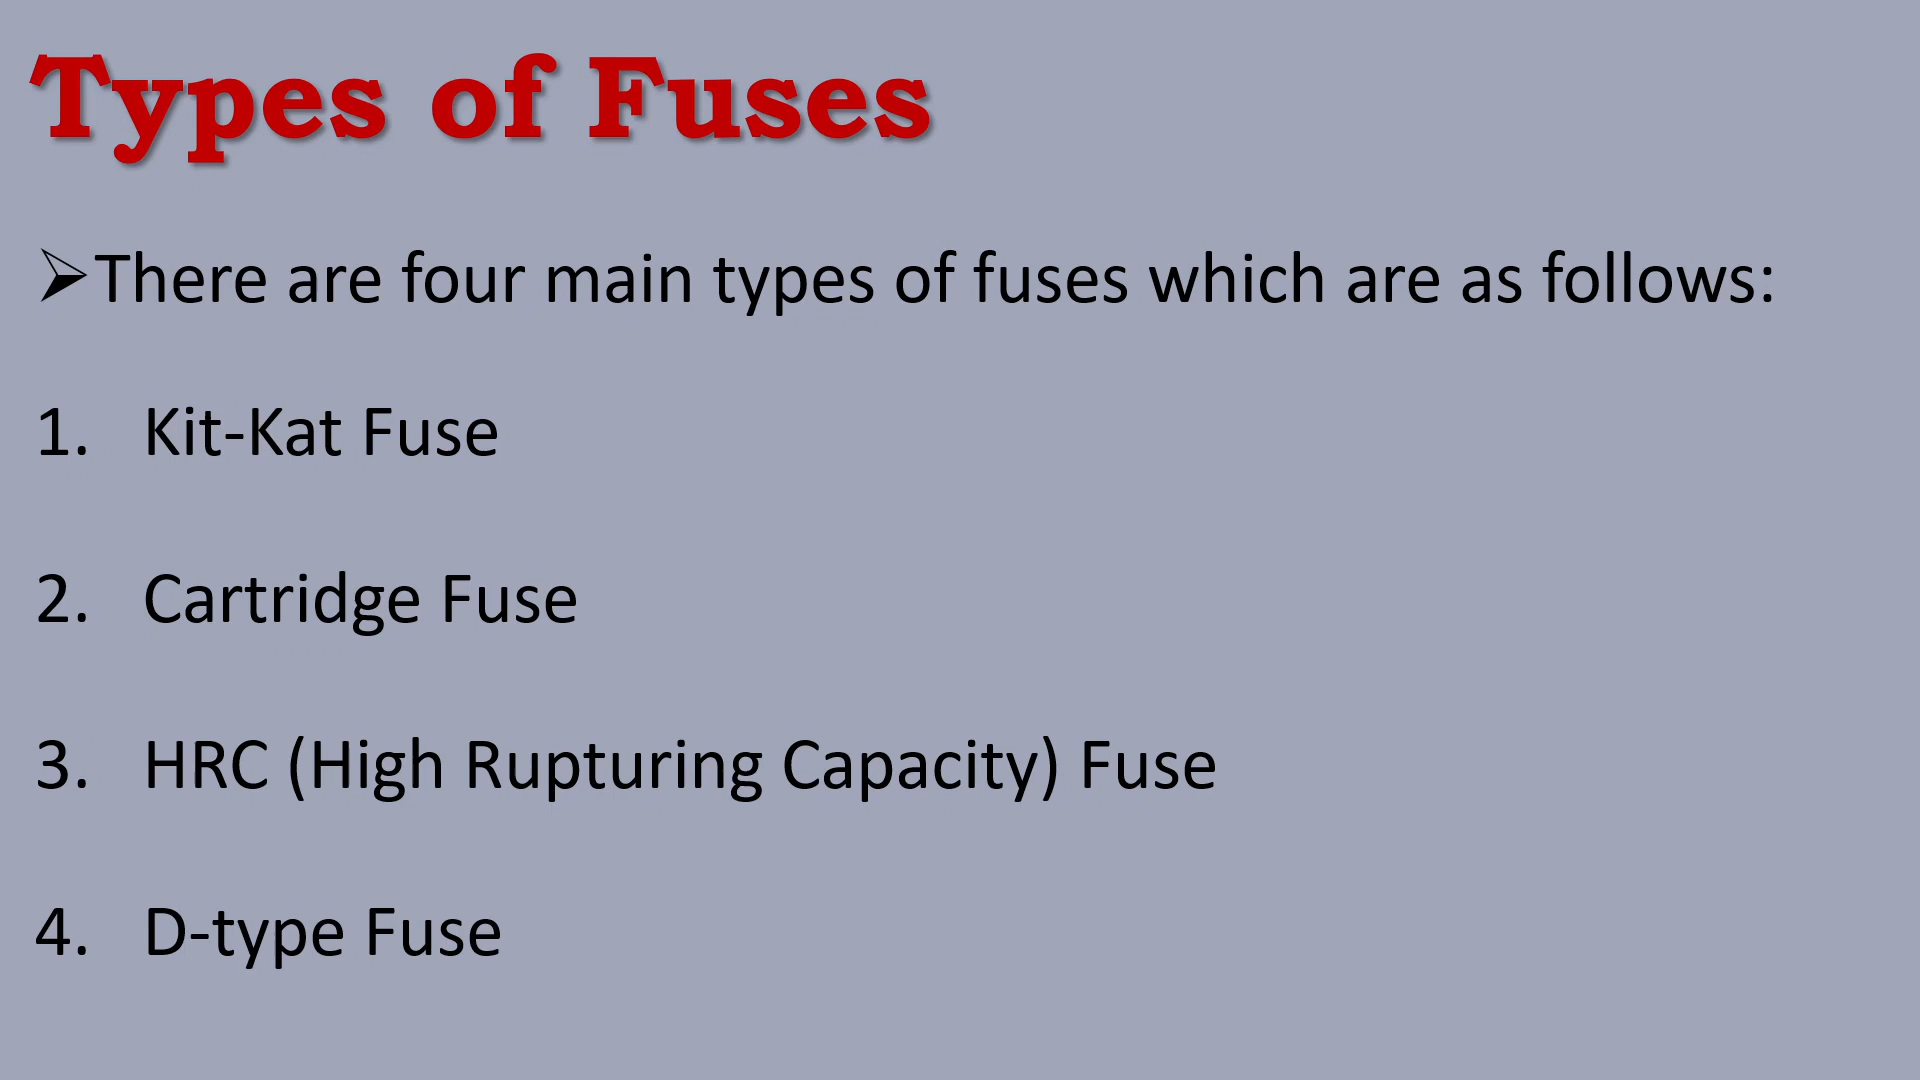 Types of Fuses
➢There are four main types of fuses which are as follows:
1. Kit-Kat Fuse
2. Cartridge Fuse
3. HRC (High Rupturing Capacity) Fuse
4. D-type Fuse